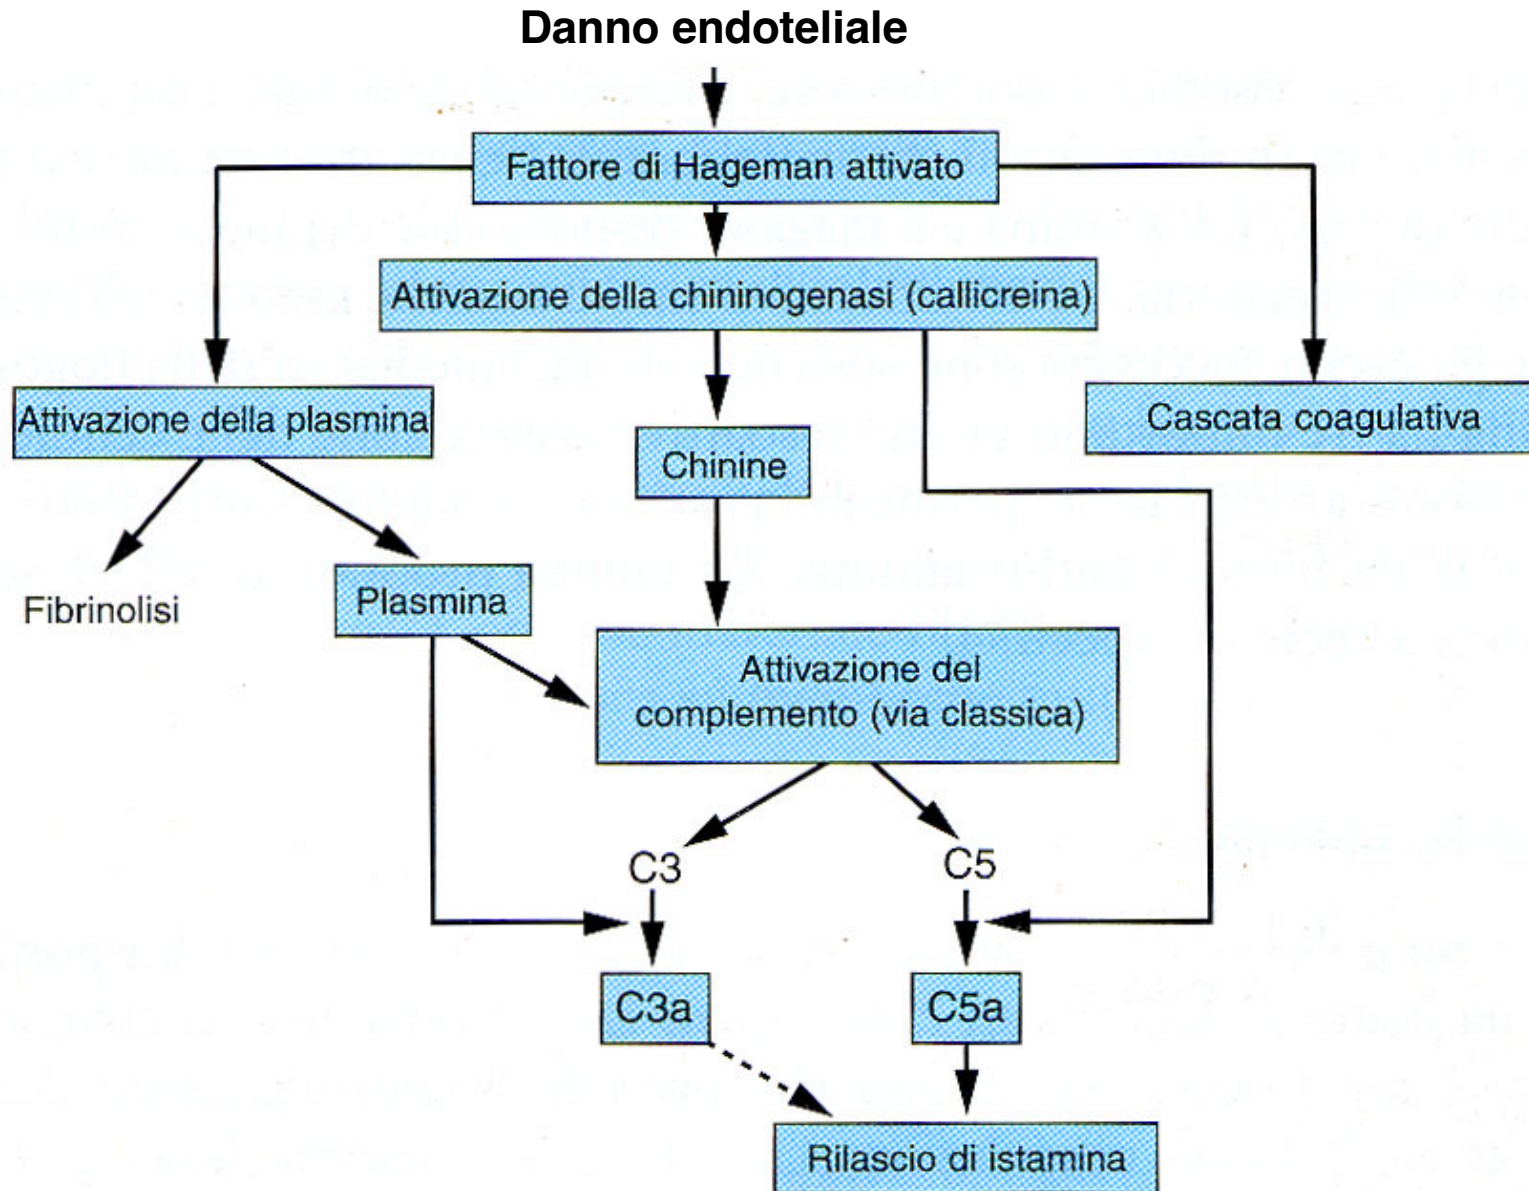 Danno endoteliale
Fattore di Hageman attivato
Attivazione della chininogenasi (callicreina)
Attivazione della plasmina
Cascata coagulativa
Chinine
Fibrinolisi
Plasmina
Attivazione del
complemento (via classica)
C3
C5
C3a
C5a
Rilascio di istamina